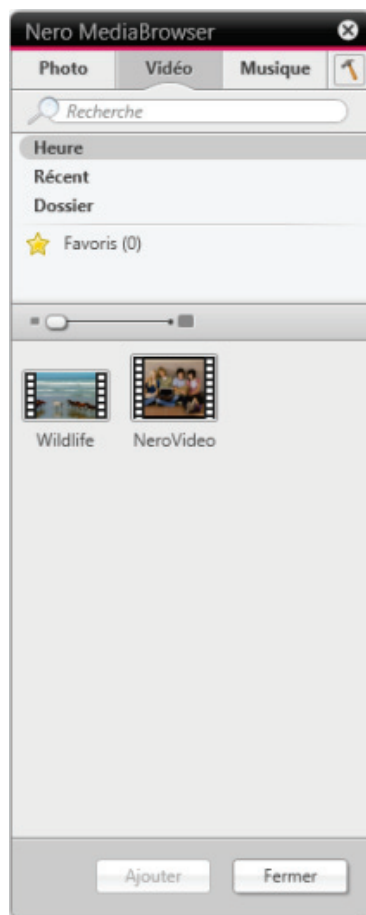 Nero MediaBrowser
Photo Vidéo Musique
Recherche
Heure
Récent
Dossier
Favoris (0)
Wildlife NeroVideo
Ajouter Fermer